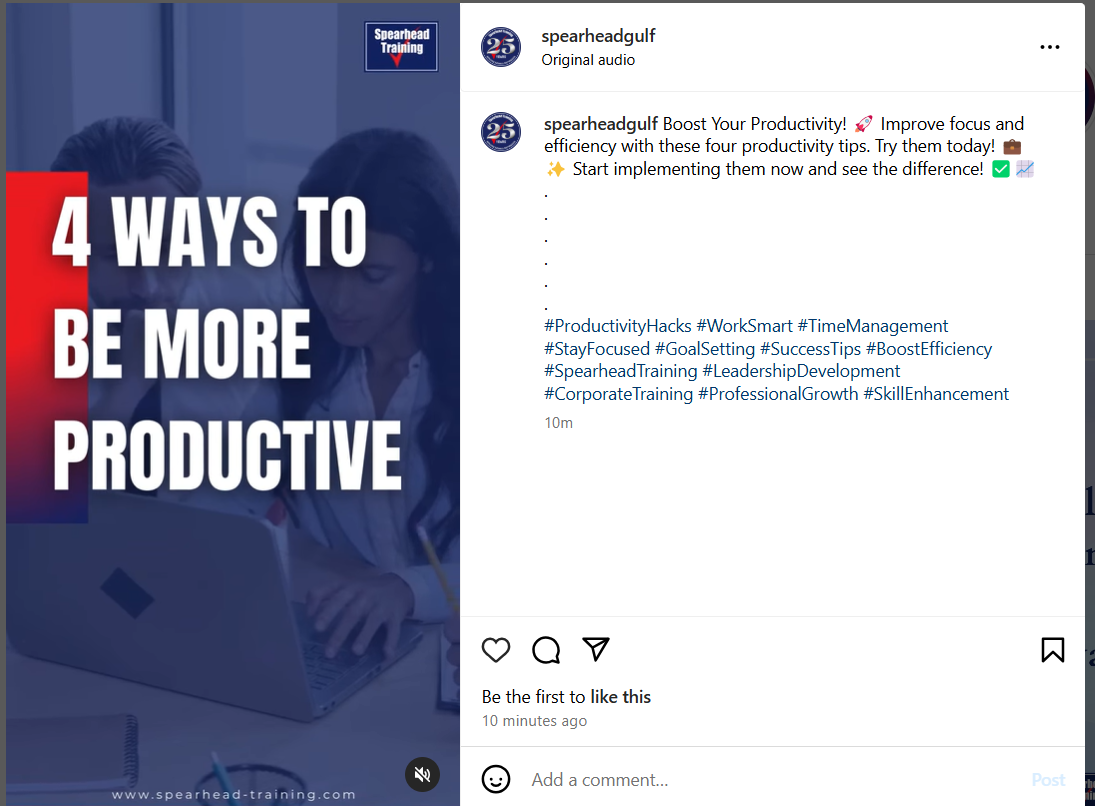 Spearhead
Training
4 WAYS TO
BE MORE
PRODUCTIVE
www.spearhead-training.com
spearheadgulf
Original audio
spearheadgulf Boost Your Productivity! 🚀 Improve focus and
efficiency with these four productivity tips. Try them today! 💼
✨ Start implementing them now and see the difference! ✅ 📈
.
.
.
.
.
.
#ProductivityHacks #WorkSmart #TimeManagement
#StayFocused #GoalSetting #SuccessTips #BoostEfficiency
#SpearheadTraining #LeadershipDevelopment
#CorporateTraining #ProfessionalGrowth #SkillEnhancement
10m
Be the first to like this
10 minutes ago
Add a comment...
Post